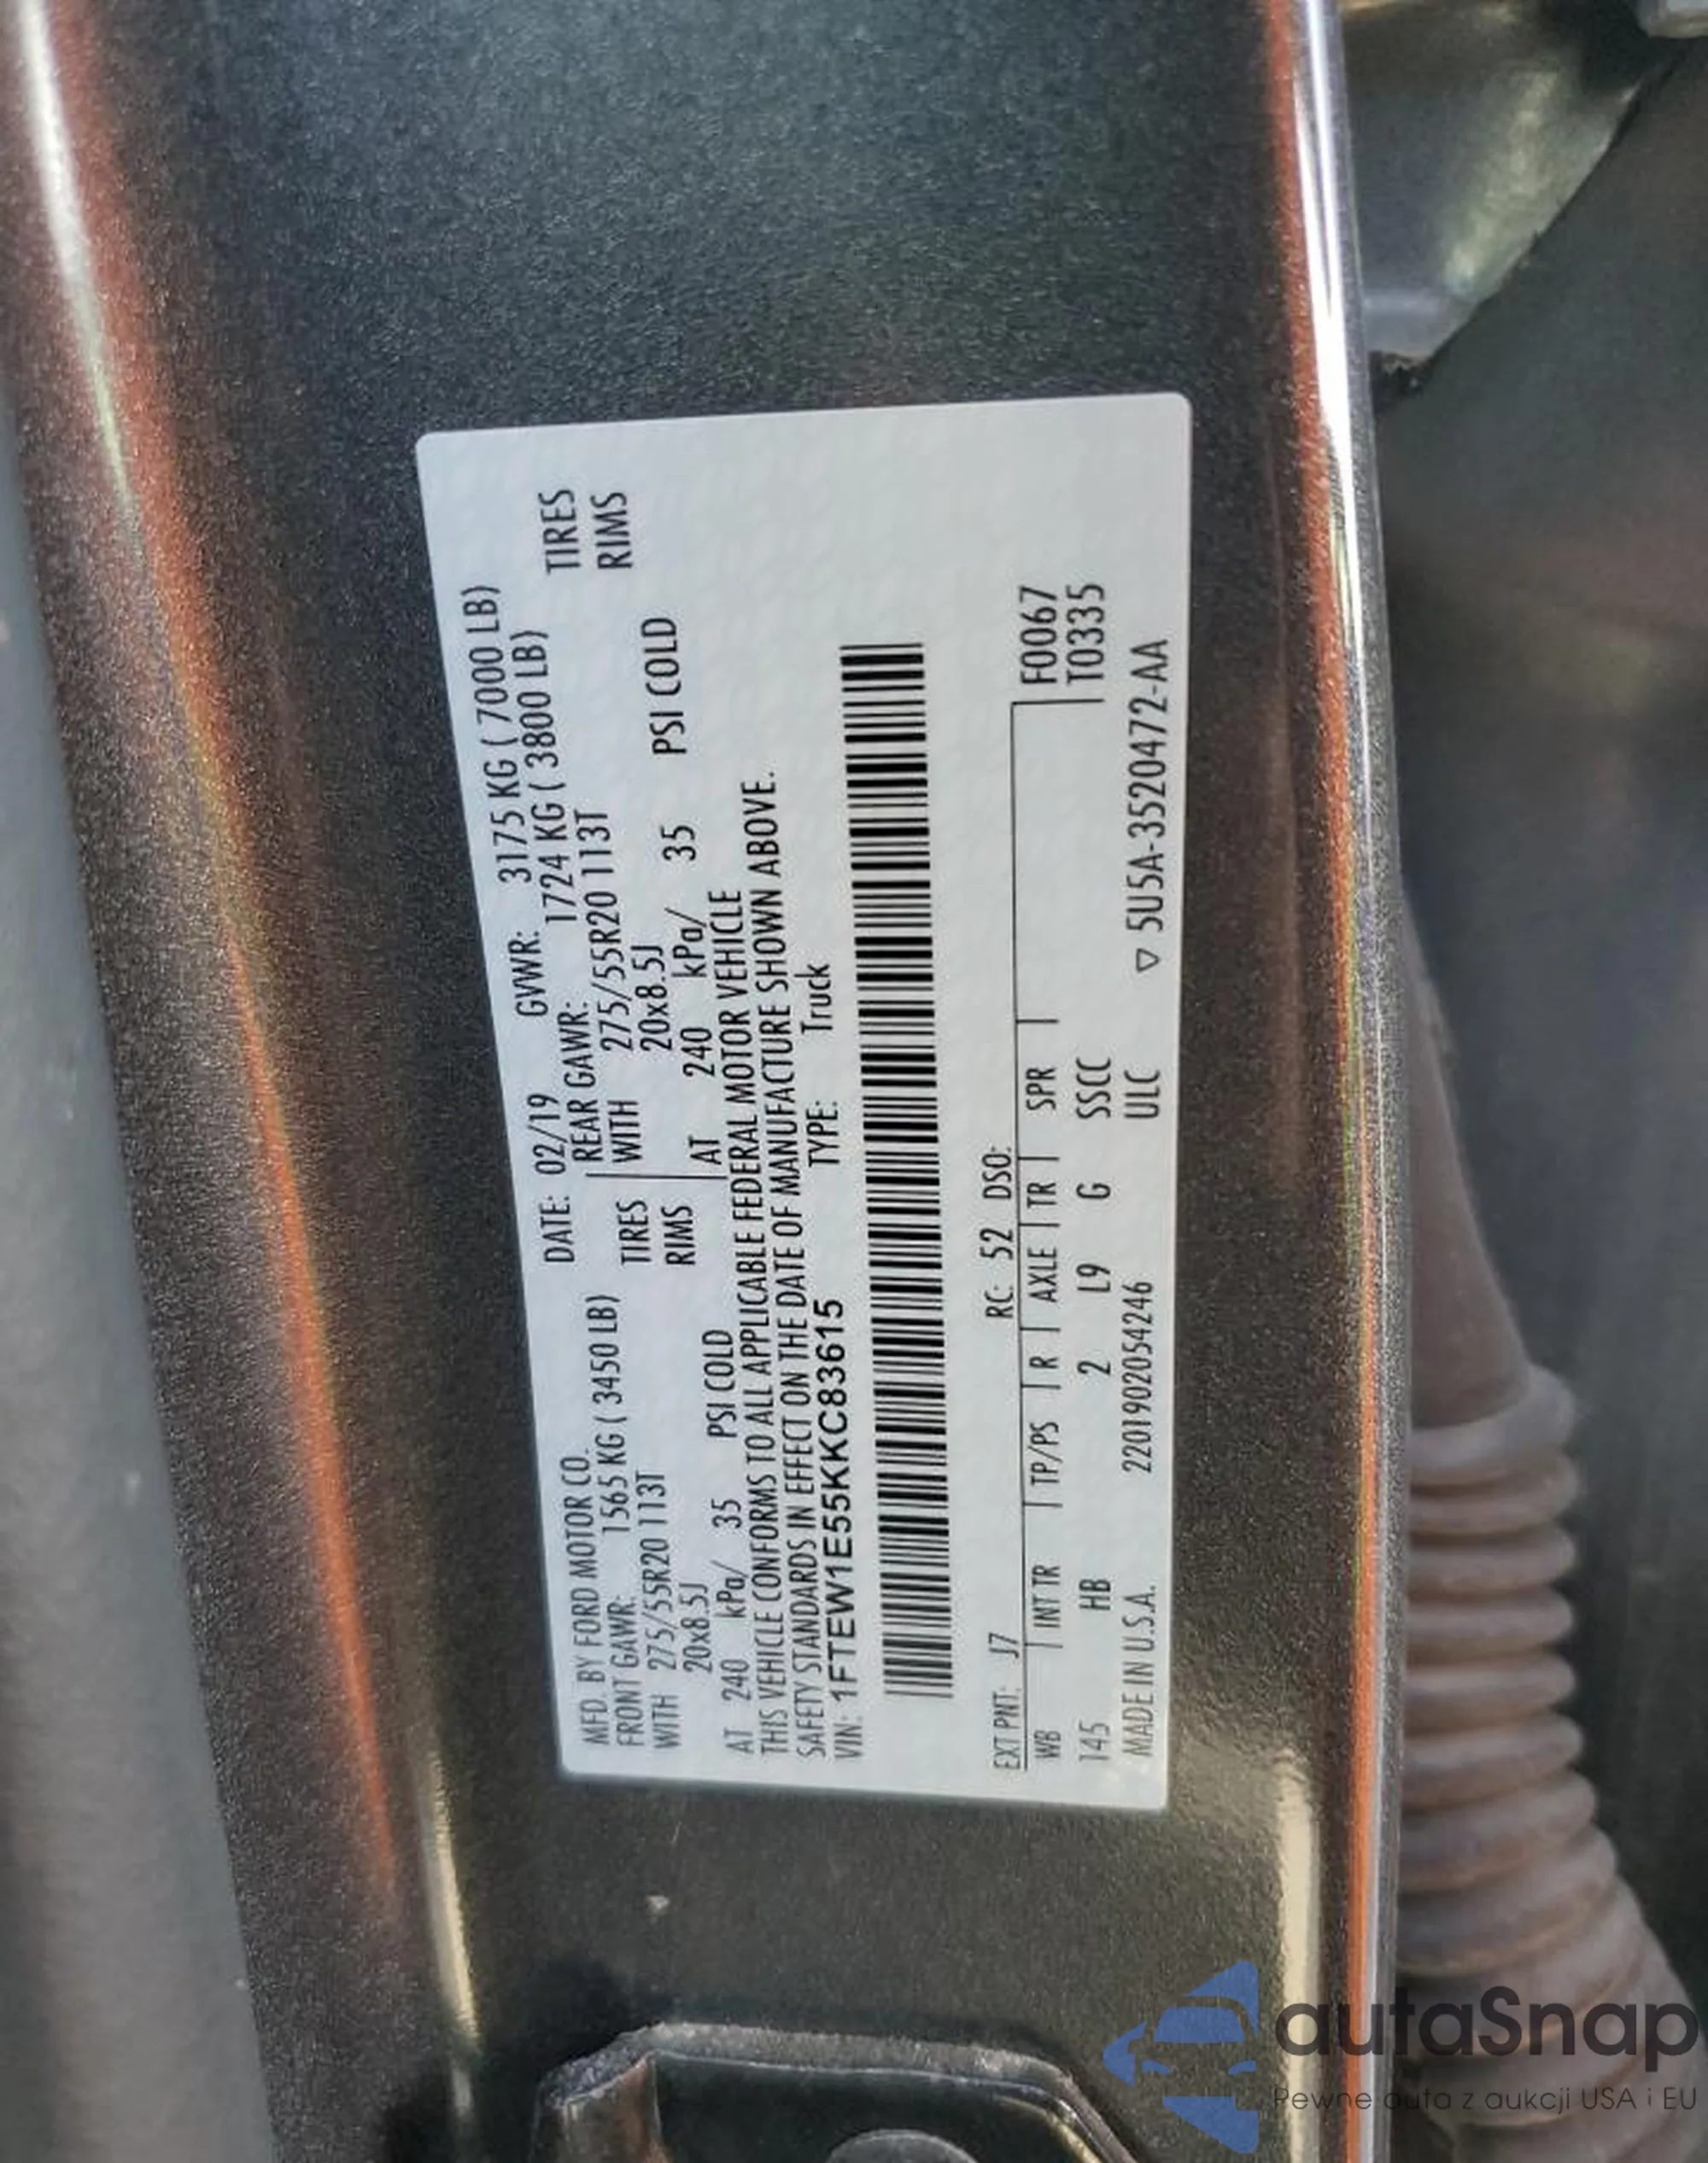 MFD. BY FORD MOTOR CO. DATE: 02/19 GVWR: 3175 KG ( 7000 LB)
FRONT GAWR: 1565 KG ( 3450 LB) REAR GAWR: 1724 KG ( 3800 LB)
WITH 275/55R20 113T TIRES WITH 275/55R20 113T TIRES
20x8.5J RIMS 20x8.5J RIMS
AT 240 kPa/ 35 PSI COLD AT 240 kPa/ 35 PSI COLD
THIS VEHICLE CONFORMS TO ALL APPLICABLE FEDERAL MOTOR VEHICLE
SAFETY STANDARDS IN EFFECT ON THE DATE OF MANUFACTURE SHOWN ABOVE.
VIN: 1FTEW1E55KKC83615 TYPE: Truck
EXT PNT: J7 RC: 52 DSO:
WB INT TR TP/PS R AXLE TR SPR F0067
145 HB 2 L9 G SSCC T0335
MADE IN U.S.A. 2201902054246 ULC ▽ 5U5A-3520472-AA
autaSnap
Pewne auta z aukcji USA i EU